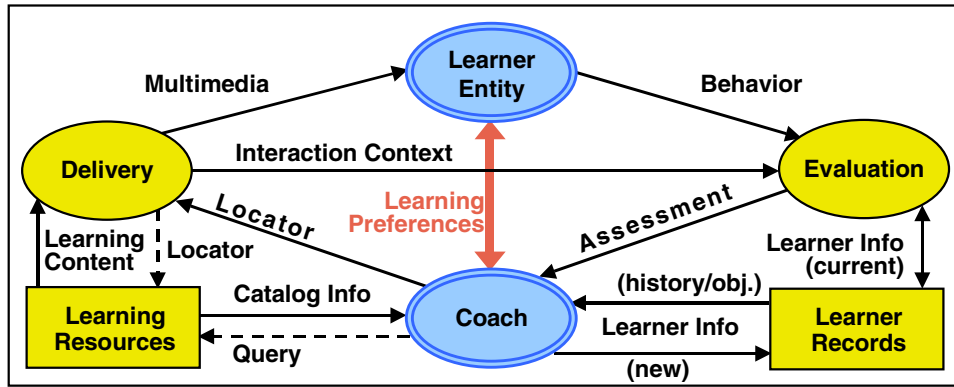 Learner
Entity
Multimedia
Behavior
Delivery
Interaction Context
Evaluation
Learning
Preferences
Locator
Assessment
Learning
Content
Locator
Learner Info
(current)
Catalog Info
(history/obj.)
Learning
Resources
Coach
Learner Info
Learner
Records
Query
(new)